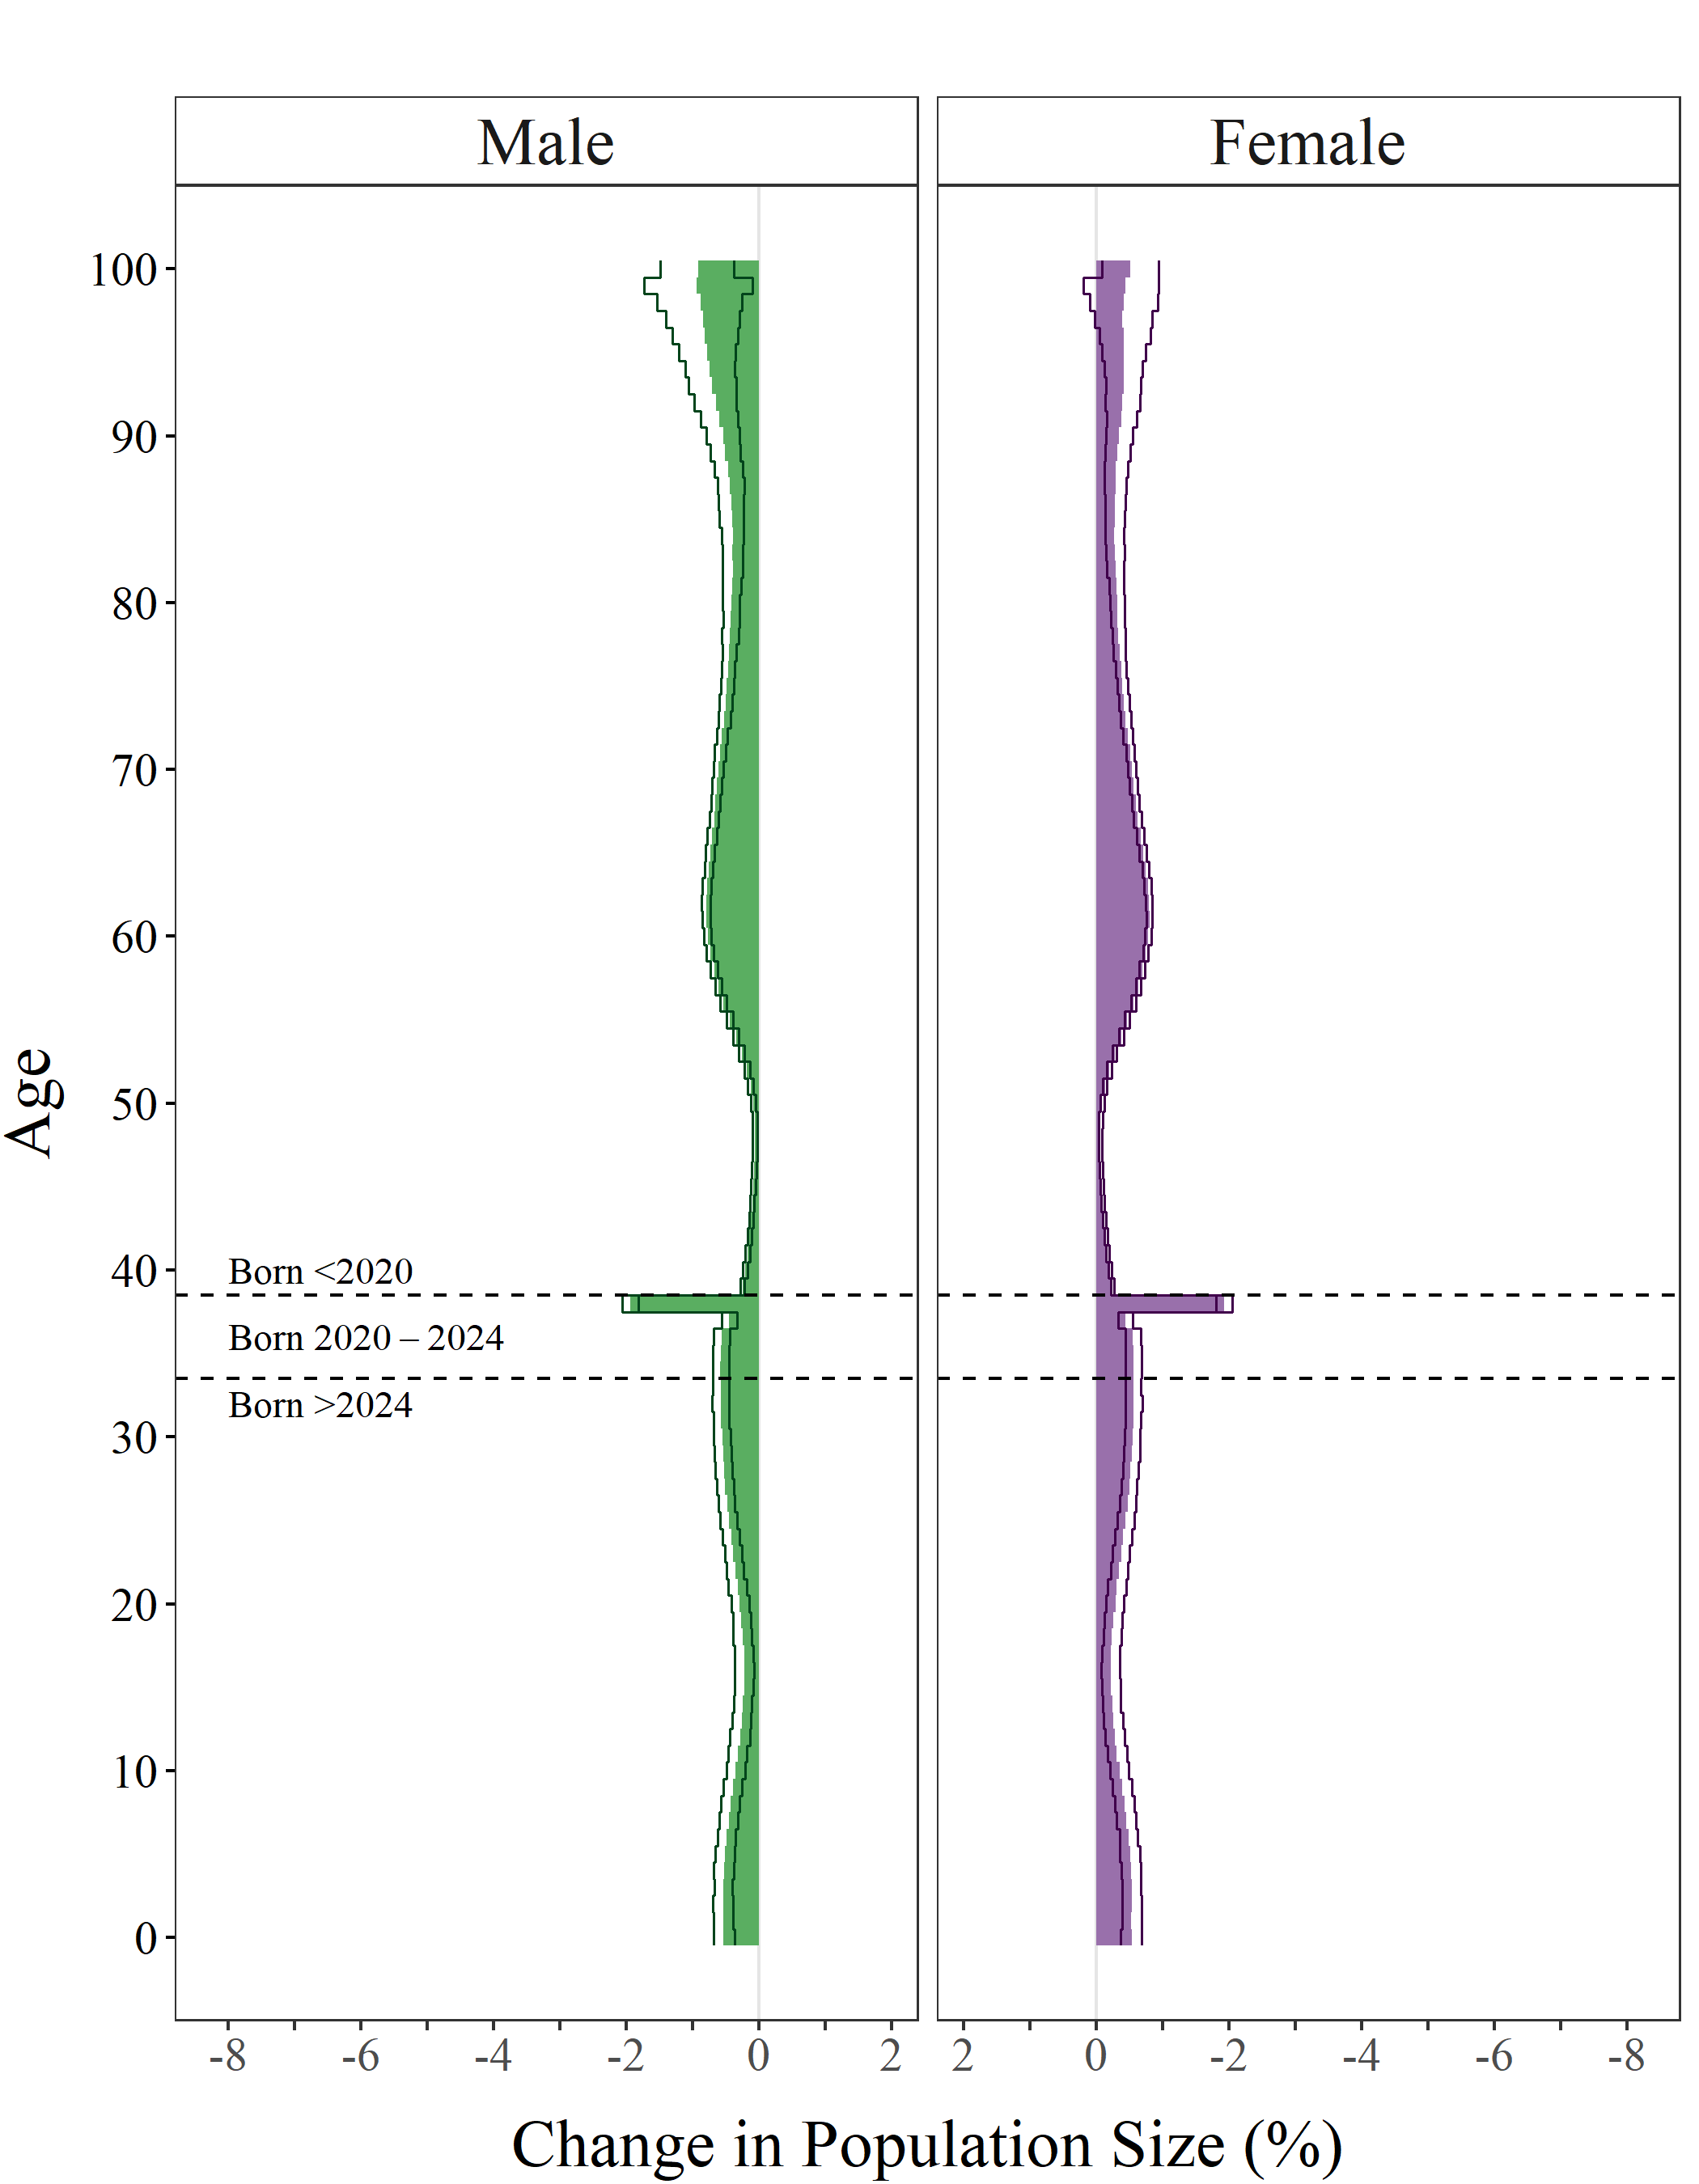 Male
Female
Age
100
90
80
70
60
50
40
30
20
10
0
Born <2020
Born 2020 – 2024
Born >2024
-8 -6 -4 -2 0 2
2 0 -2 -4 -6 -8
Change in Population Size (%)